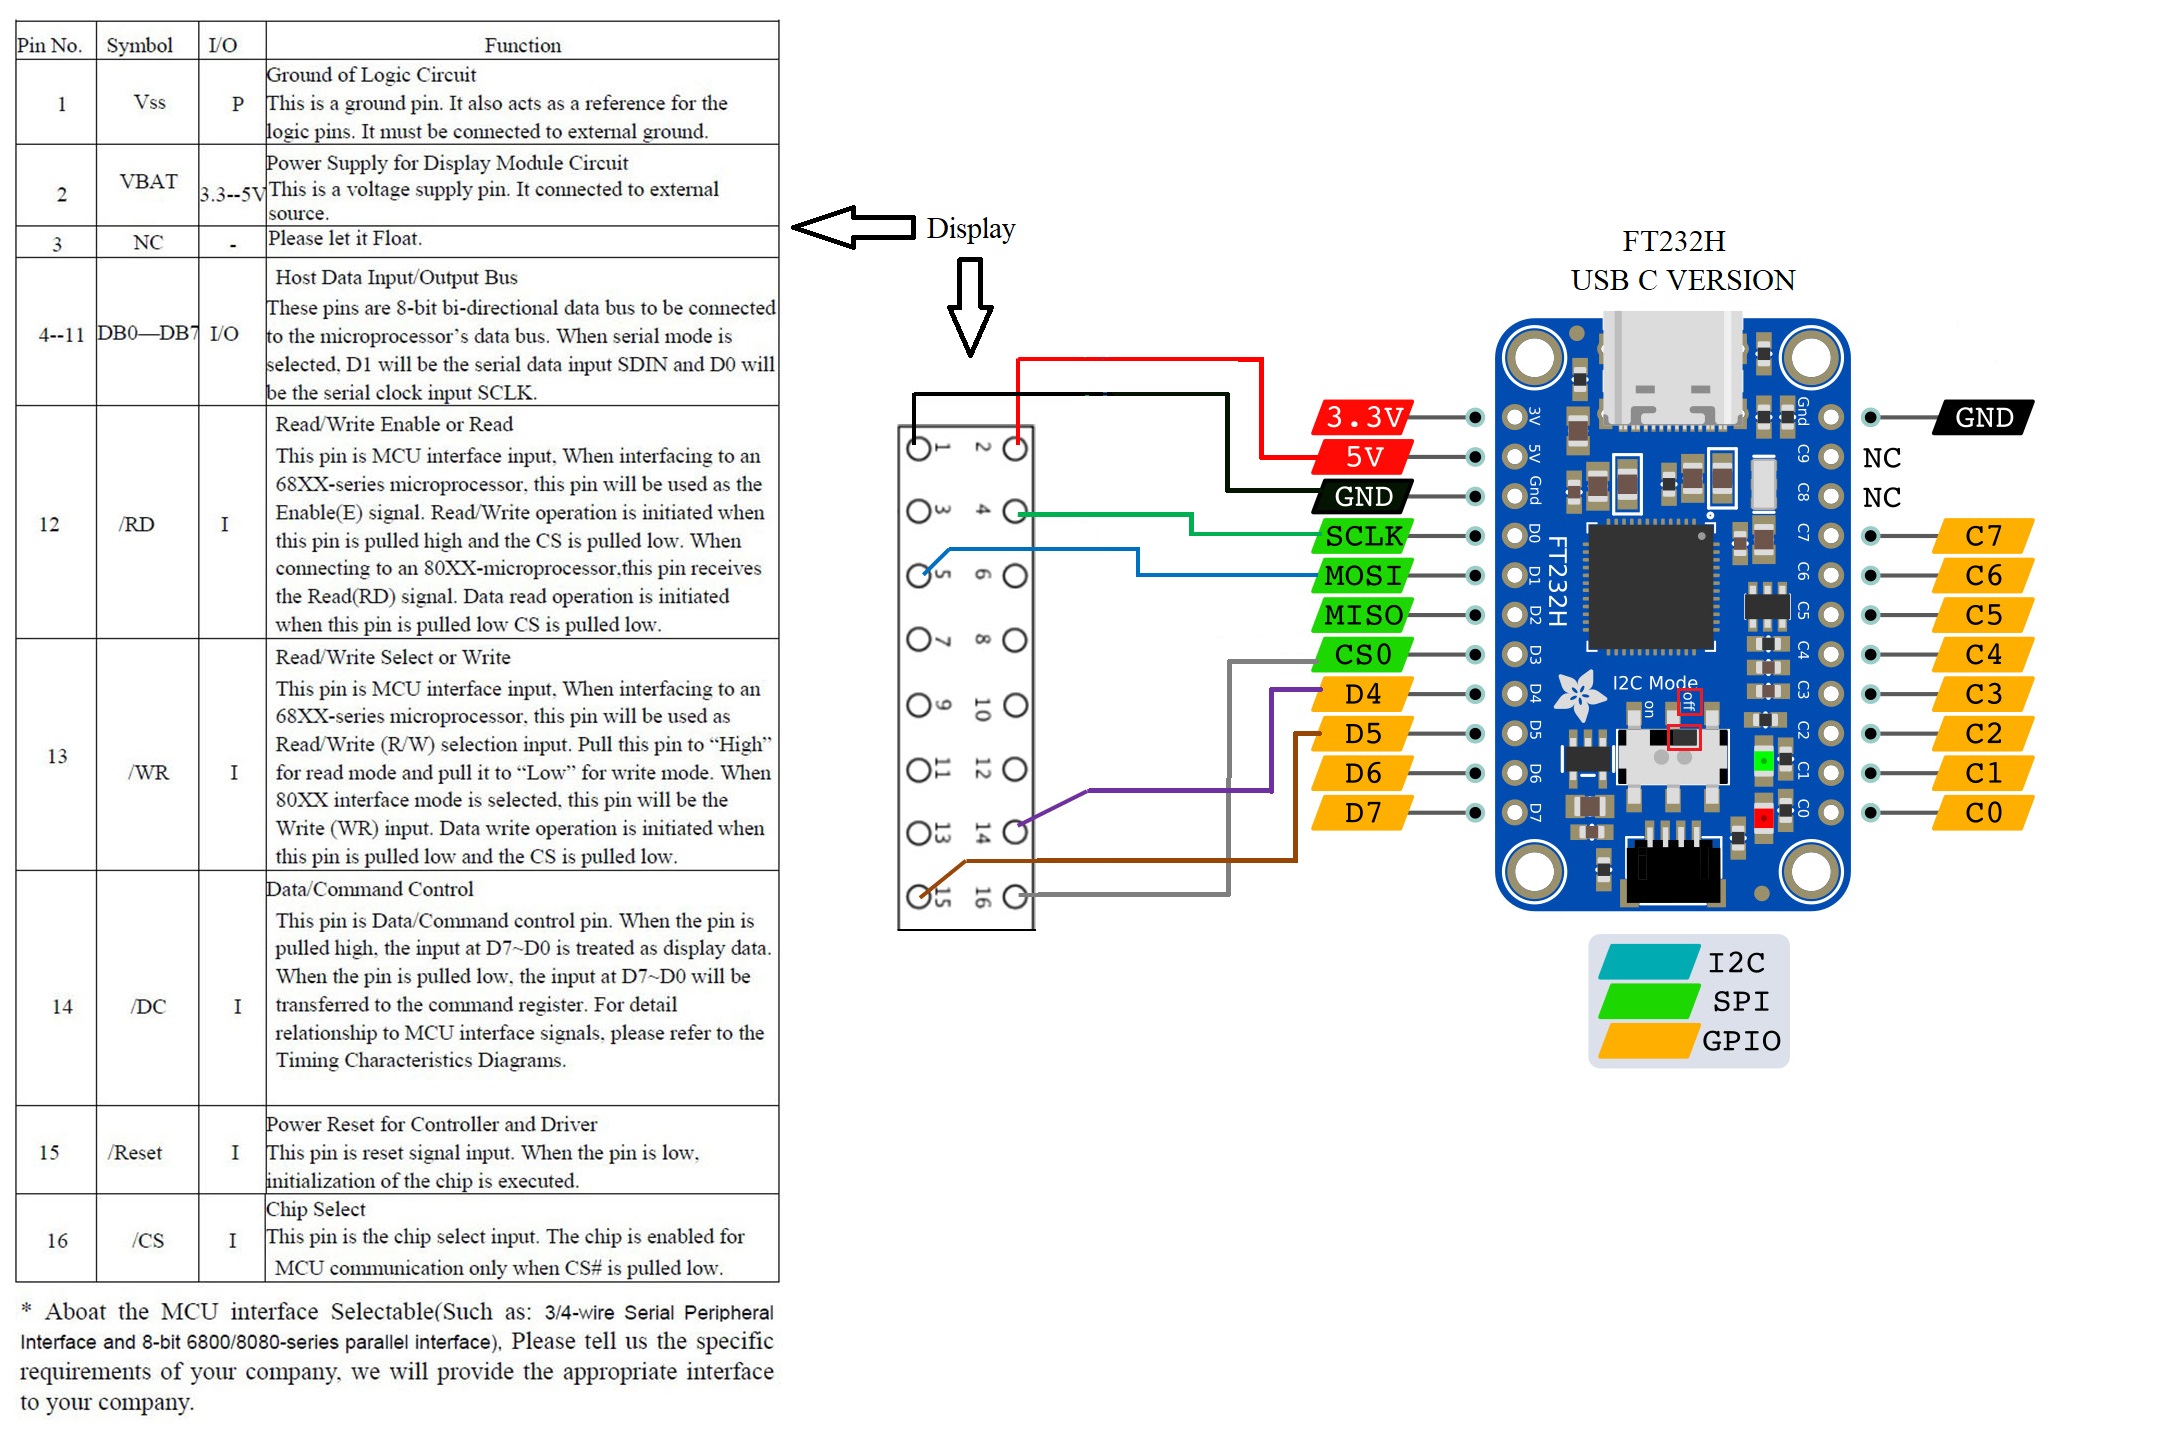 Pin No. Symbol I/O Function
1 Vss P Ground of Logic Circuit
This is a ground pin. It also acts as a reference for the
logic pins. It must be connected to external ground.
2 VBAT 3.3--5V Power Supply for Display Module Circuit
This is a voltage supply pin. It connected to external
source.
3 NC - Please let it Float.
4--11 DB0—DB7 I/O Host Data Input/Output Bus
These pins are 8-bit bi-directional data bus to be connected
to the microprocessor’s data bus. When serial mode is
selected, D1 will be the serial data input SDIN and D0 will
be the serial clock input SCLK.
12 /RD I Read/Write Enable or Read
This pin is MCU interface input, When interfacing to an
68XX-series microprocessor, this pin will be used as the
Enable(E) signal. Read/Write operation is initiated when
this pin is pulled high and the CS is pulled low. When
connecting to an 80XX-microprocessor,this pin receives
the Read(RD) signal. Data read operation is initiated
when this pin is pulled low CS is pulled low.
13 /WR I Read/Write Select or Write
This pin is MCU interface input, When interfacing to an
68XX-series microprocessor, this pin will be used as
Read/Write (R/W) selection input. Pull this pin to “High”
for read mode and pull it to “Low” for write mode. When
80XX interface mode is selected, this pin will be the
Write (WR) input. Data write operation is initiated when
this pin is pulled low and the CS is pulled low.
14 /DC I Data/Command Control
This pin is Data/Command control pin. When the pin is
pulled high, the input at D7~D0 is treated as display data.
When the pin is pulled low, the input at D7~D0 will be
transferred to the command register. For detail
relationship to MCU interface signals, please refer to the
Timing Characteristics Diagrams.
15 /Reset I Power Reset for Controller and Driver
This pin is reset signal input. When the pin is low,
initialization of the chip is executed.
16 /CS I Chip Select
This pin is the chip select input. The chip is enabled for
MCU communication only when CS# is pulled low.
* Aboat the MCU interface Selectable(Such as: 3/4-wire Serial Peripheral
Interface and 8-bit 6800/8080-series parallel interface), Please tell us the specific
requirements of your company, we will provide the appropriate interface
to your company.
Display
1 2
3 4
5 6
7 8
9 10
11 12
13 14
15 16
FT232H
USB C VERSION
3.3V
5V
GND
SCLK
MOSI
MISO
CS0
D4
D5
D6
D7
3V
5V
Gnd
D0
D1
D2
D3
D4
D5
D6
D7
FT232H
I2C Mode
on
off
Gnd
C9
C8
C7
C6
C5
C4
C3
C2
C1
C0
GND
NC
NC
C7
C6
C5
C4
C3
C2
C1
C0
I2C
SPI
GPIO